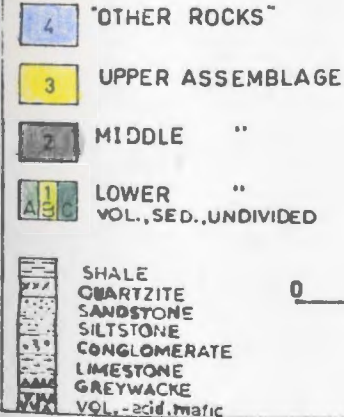 4 "OTHER ROCKS"
3 UPPER ASSEMBLAGE
2 MIDDLE "
1
A B C LOWER "
VOL., SED., UNDIVIDED
SHALE
QUARTZITE
SANDSTONE
SILTSTONE
CONGLOMERATE
LIMESTONE
GREYWACKE
VOL,-acid, mafic
0